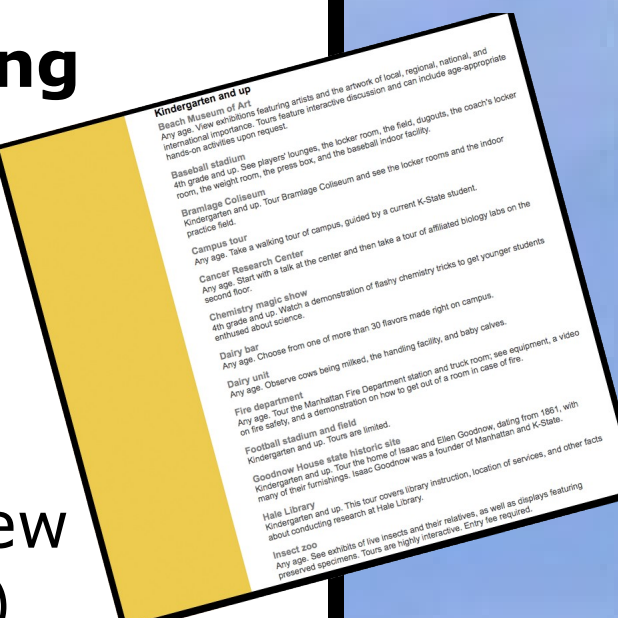 ng
Kindergarten and up
Beach Museum of Art
Any age. View exhibitions featuring artists and the artwork of local, regional, national, and
international importance. Tours feature interactive discussion and can include age-appropriate
hands-on activities upon request.
Baseball stadium
4th grade and up. See players' lounges, the locker room, the field, dugouts, the coach's locker
room, the weight room, the press box, and the baseball indoor facility.
Bramlage Coliseum
Kindergarten and up. Tour Bramlage Coliseum and see the locker rooms and the indoor
practice field.
Campus tour
Any age. Take a walking tour of campus, guided by a current K-State student.
Cancer Research Center
Any age. Start with a talk at the center and then take a tour of affiliated biology labs on the
second floor.
Chemistry magic show
4th grade and up. Watch a demonstration of flashy chemistry tricks to get younger students
enthused about science.
Dairy bar
Any age. Choose from one of more than 30 flavors made right on campus.
Dairy unit
Any age. Observe cows being milked, the handling facility, and baby calves.
Fire department
Any age. Tour the Manhattan Fire Department station and truck room; see equipment, a video
on fire safety, and a demonstration on how to get out of a room in case of fire.
Football stadium and field
Kindergarten and up. Tours are limited.
Goodnow House state historic site
Kindergarten and up. Tour the home of Isaac and Ellen Goodnow, dating from 1861, with
many of their furnishings. Isaac Goodnow was a founder of Manhattan and K-State.
Hale Library
Kindergarten and up. This tour covers library instruction, location of services, and other facts
about conducting research at Hale Library.
Insect zoo
Any age. See exhibits of live insects and their relatives, as well as displays featuring
preserved specimens. Tours are highly interactive. Entry fee required.
ew
)